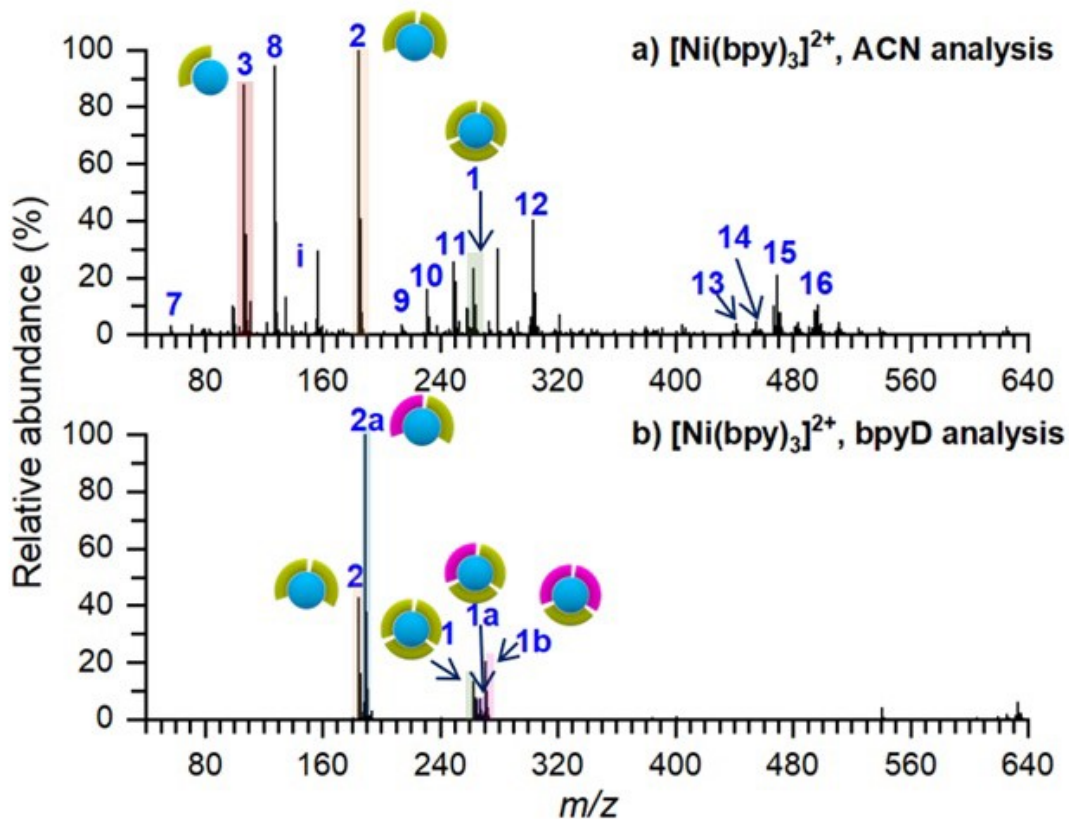 Relative abundance (%)
a) [Ni(bpy)₃]²⁺, ACN analysis
100
80
60
40
20
0
7
3
8
i
2
9
10
11
1
12
13
14
15
16
80 160 240 320 400 480 560 640
b) [Ni(bpy)₃]²⁺, bpyD analysis
100
80
60
40
20
0
2
2a
1
1a
1b
80 160 240 320 400 480 560 640
m/z